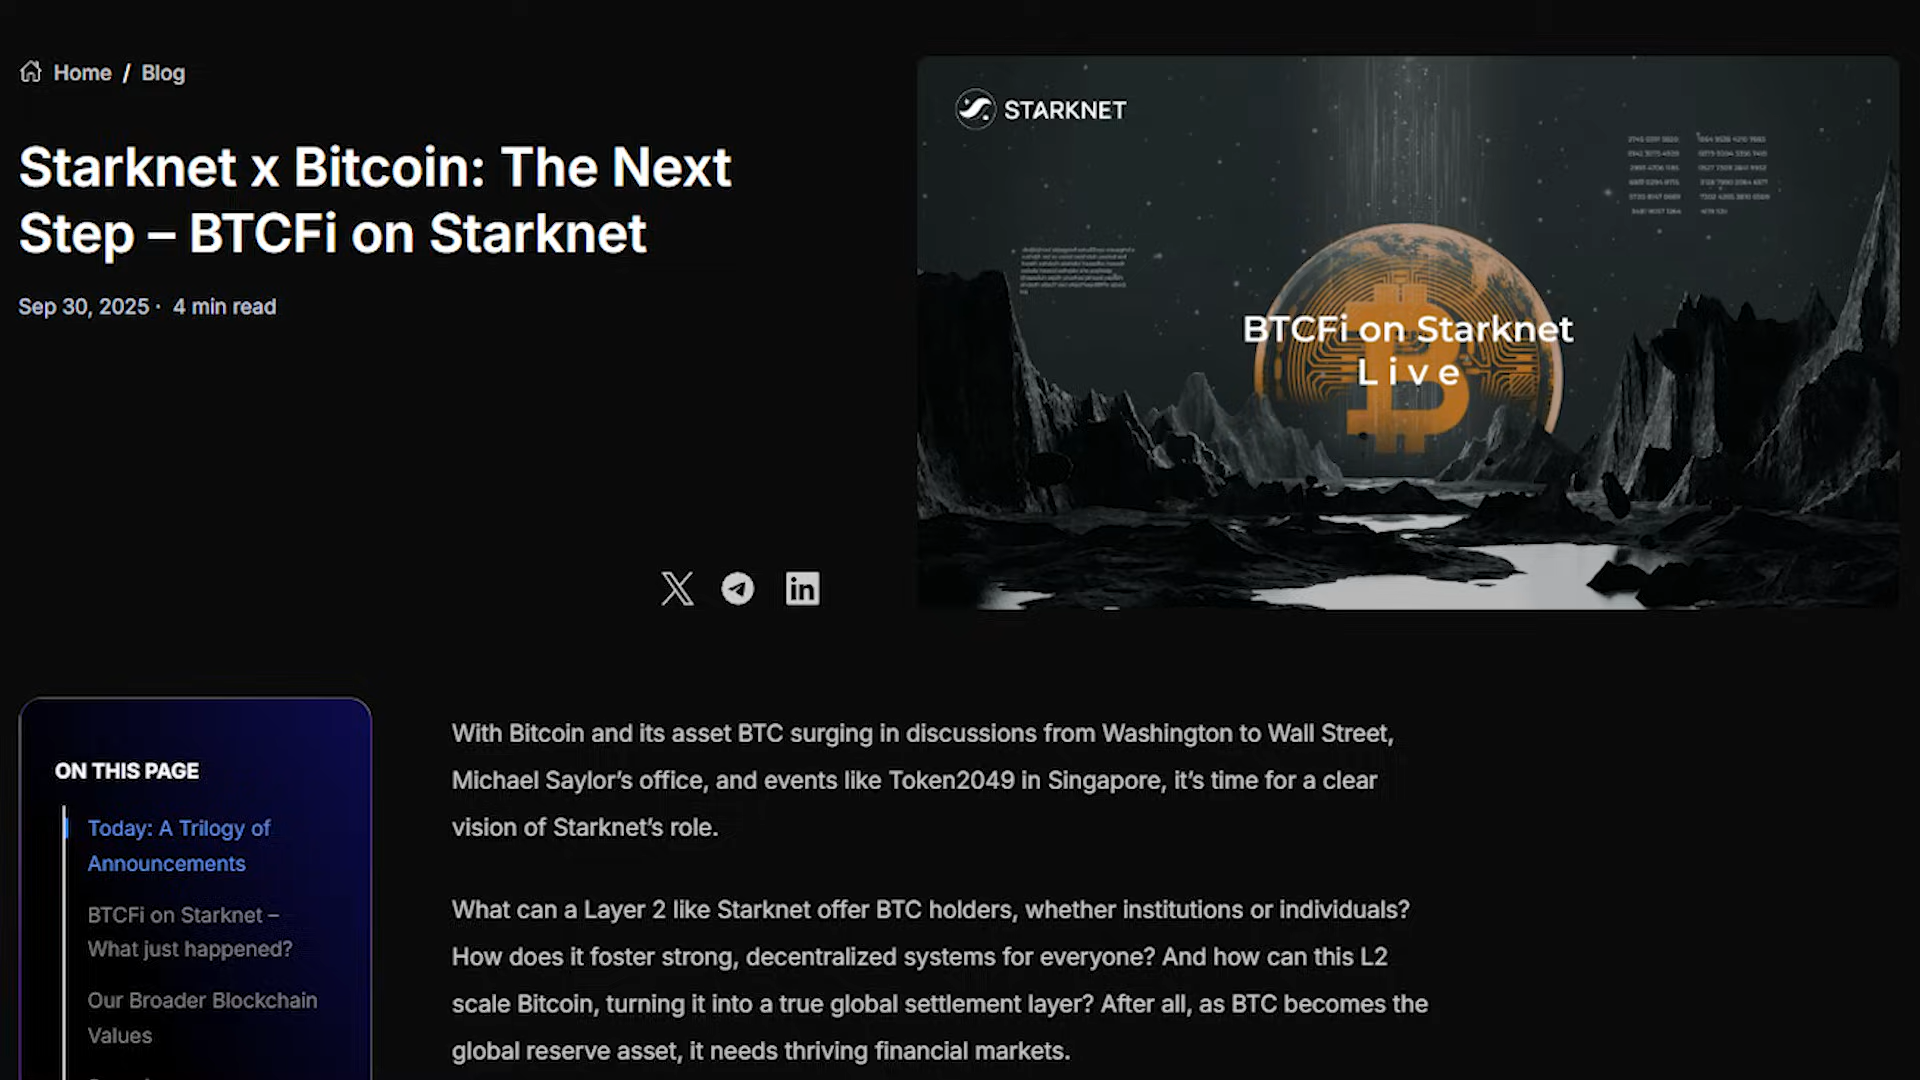 Home / Blog
Starknet x Bitcoin: The Next
Step – BTCFi on Starknet
Sep 30, 2025 · 4 min read
STARKNET
BTCFi on Starknet
Live
ON THIS PAGE
Today: A Trilogy of
Announcements
BTCFi on Starknet –
What just happened?
Our Broader Blockchain
Values
With Bitcoin and its asset BTC surging in discussions from Washington to Wall Street,
Michael Saylor’s office, and events like Token2049 in Singapore, it’s time for a clear
vision of Starknet’s role.
What can a Layer 2 like Starknet offer BTC holders, whether institutions or individuals?
How does it foster strong, decentralized systems for everyone? And how can this L2
scale Bitcoin, turning it into a true global settlement layer? After all, as BTC becomes the
global reserve asset, it needs thriving financial markets.